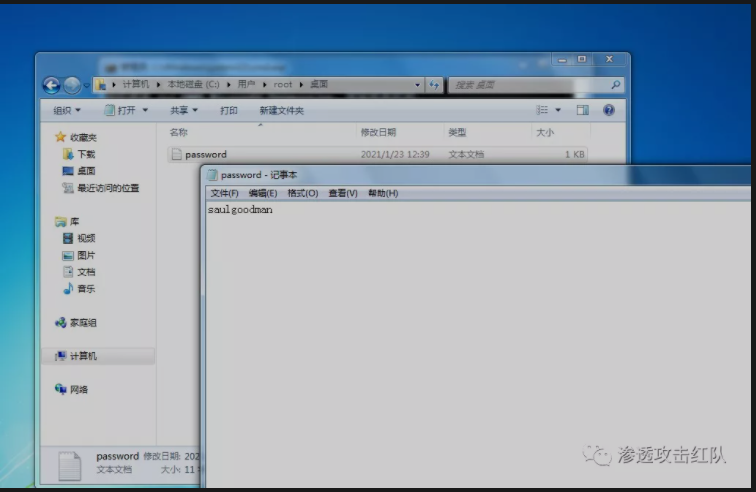 计算机 本地磁盘 (C:) 用户 root 桌面
搜索 桌面
组织 打开 共享 打印 新建文件夹
名称 修改日期 类型 大小
password 2021/1/23 12:39 文本文档 1 KB
收藏夹
下载
桌面
最近访问的位置
库
视频
图片
文档
音乐
家庭组
计算机
网络
password - 记事本
文件(F) 编辑(E) 格式(O) 查看(V) 帮助(H)
saulgoodman
password 修改日期: 202
文本文档 大小: 11
渗透攻击红队